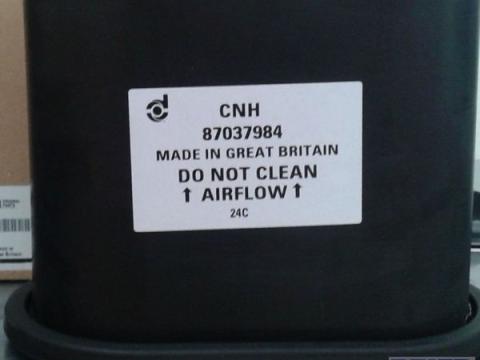 CNH
87037984
MADE IN GREAT BRITAIN
DO NOT CLEAN
↑ AIRFLOW ↑
24C